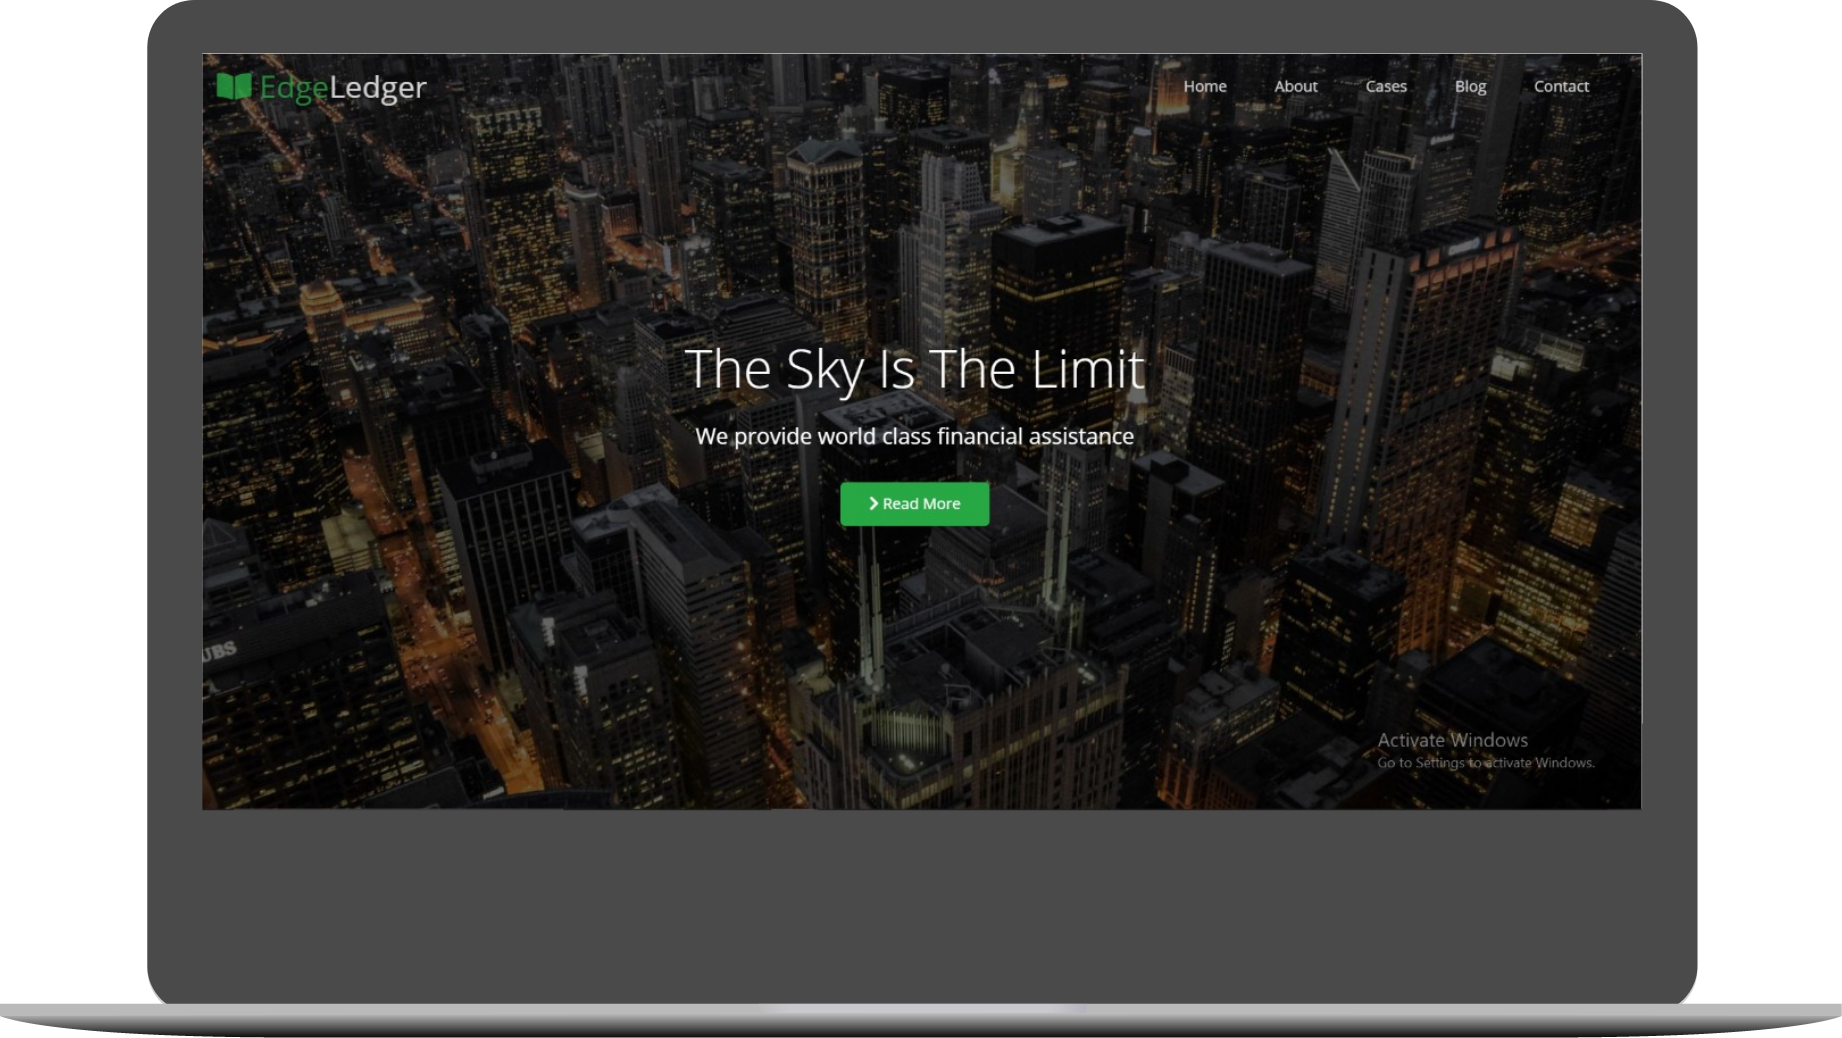 EdgeLedger
Home About Cases Blog Contact
The Sky Is The Limit
We provide world class financial assistance
Read More
UBS
Activate Windows
Go to Settings to activate Windows.